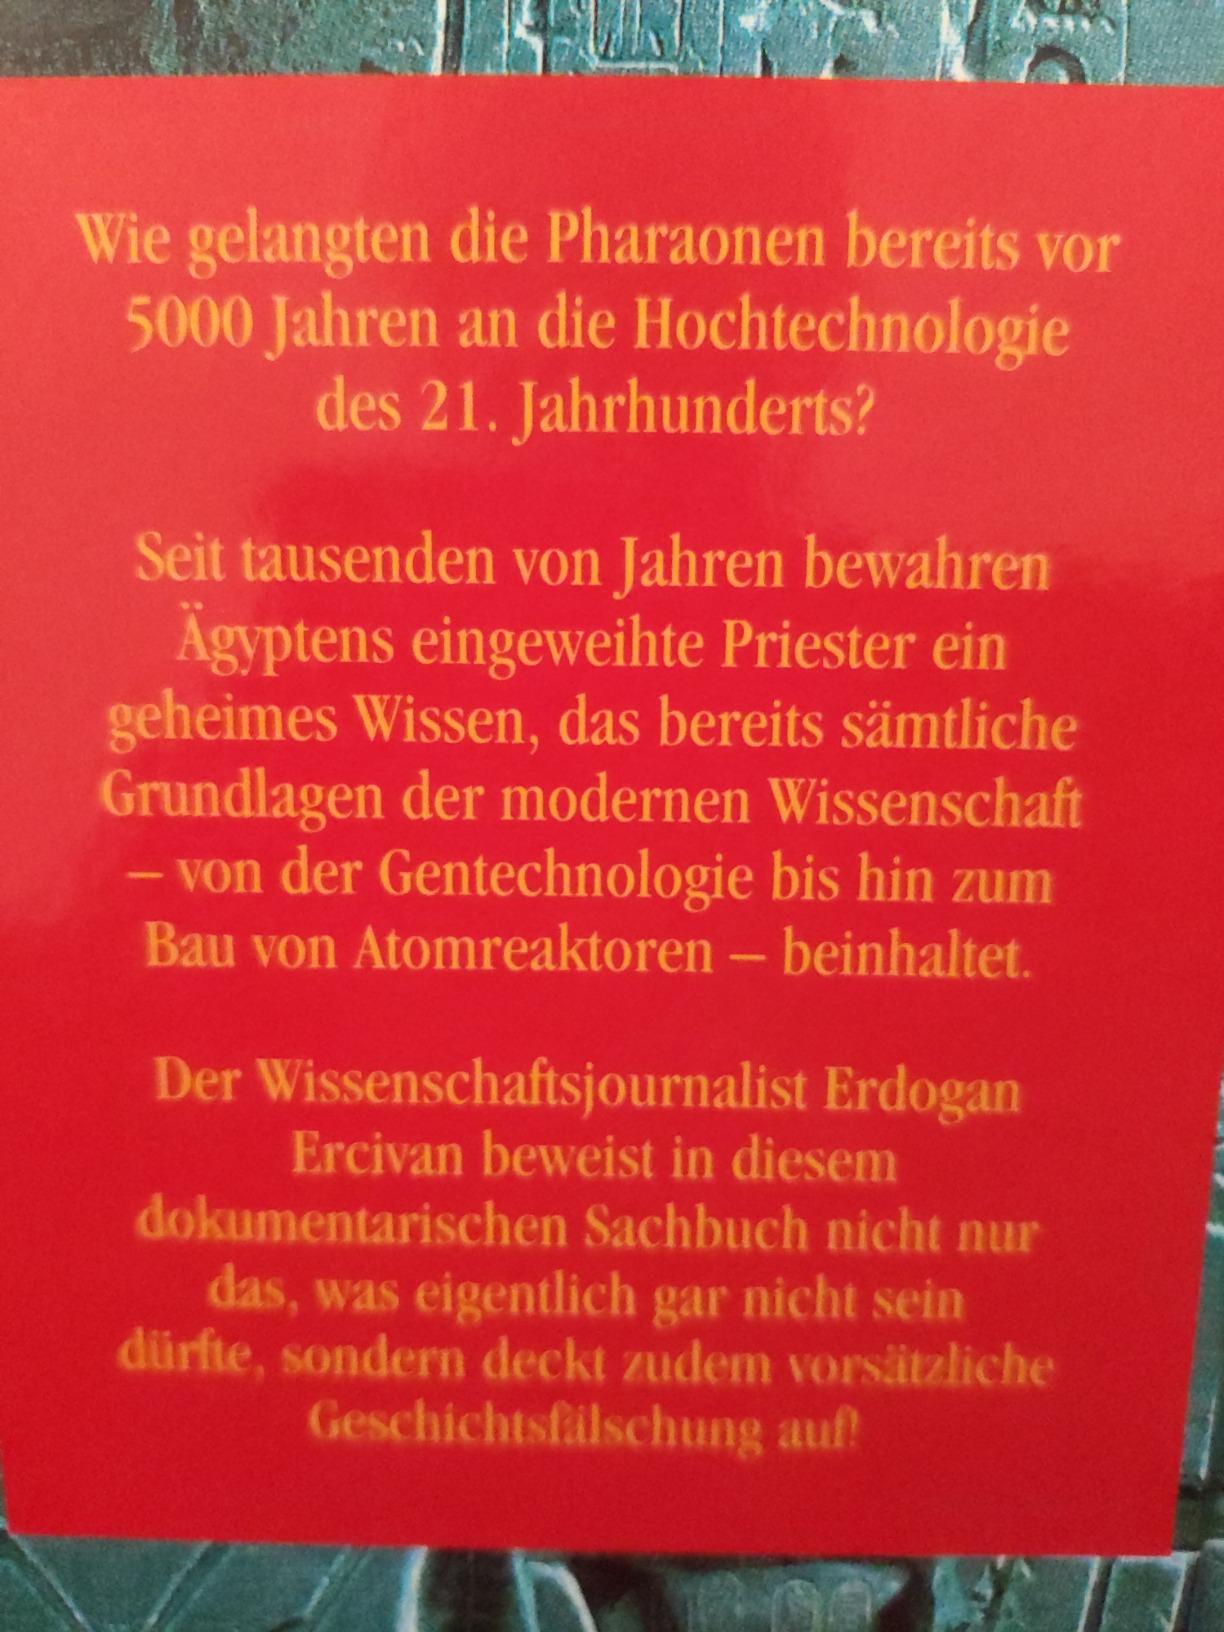 Wie gelangten die Pharaonen bereits vor
5000 Jahren an die Hochtechnologie
des 21. Jahrhunderts?
Seit tausenden von Jahren bewahren
Ägyptens eingeweihte Priester ein
geheimes Wissen, das bereits sämtliche
Grundlagen der modernen Wissenschaft
– von der Gentechnologie bis hin zum
Bau von Atomreaktoren – beinhaltet.
Der Wissenschaftsjournalist Erdogan
Ercivan beweist in diesem
dokumentarischen Sachbuch nicht nur
das, was eigentlich gar nicht sein
dürfte, sondern deckt zudem vorsätzliche
Geschichtsfälschung auf!